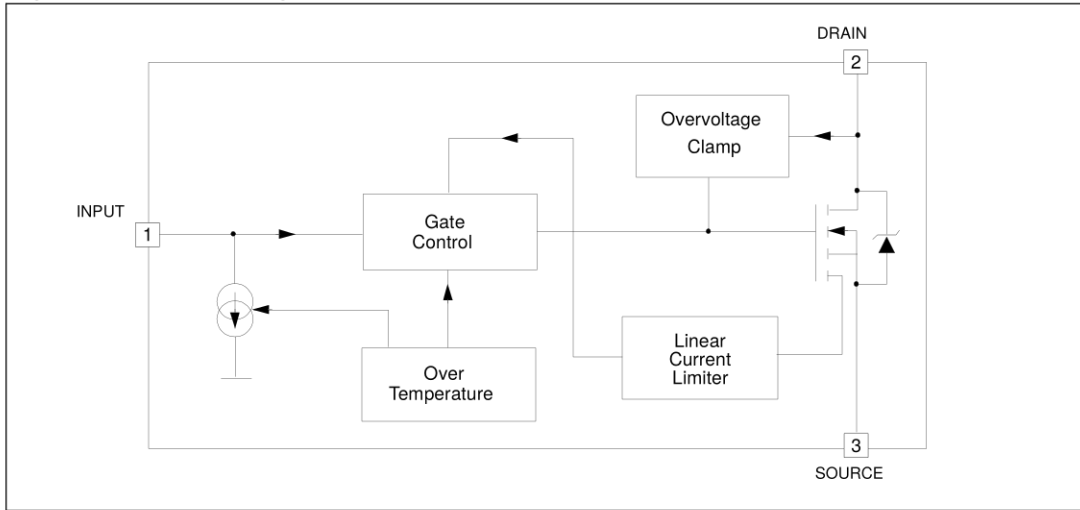 DRAIN
2
Overvoltage
Clamp
INPUT
1
Gate
Control
Linear
Current
Limiter
Over
Temperature
3
SOURCE